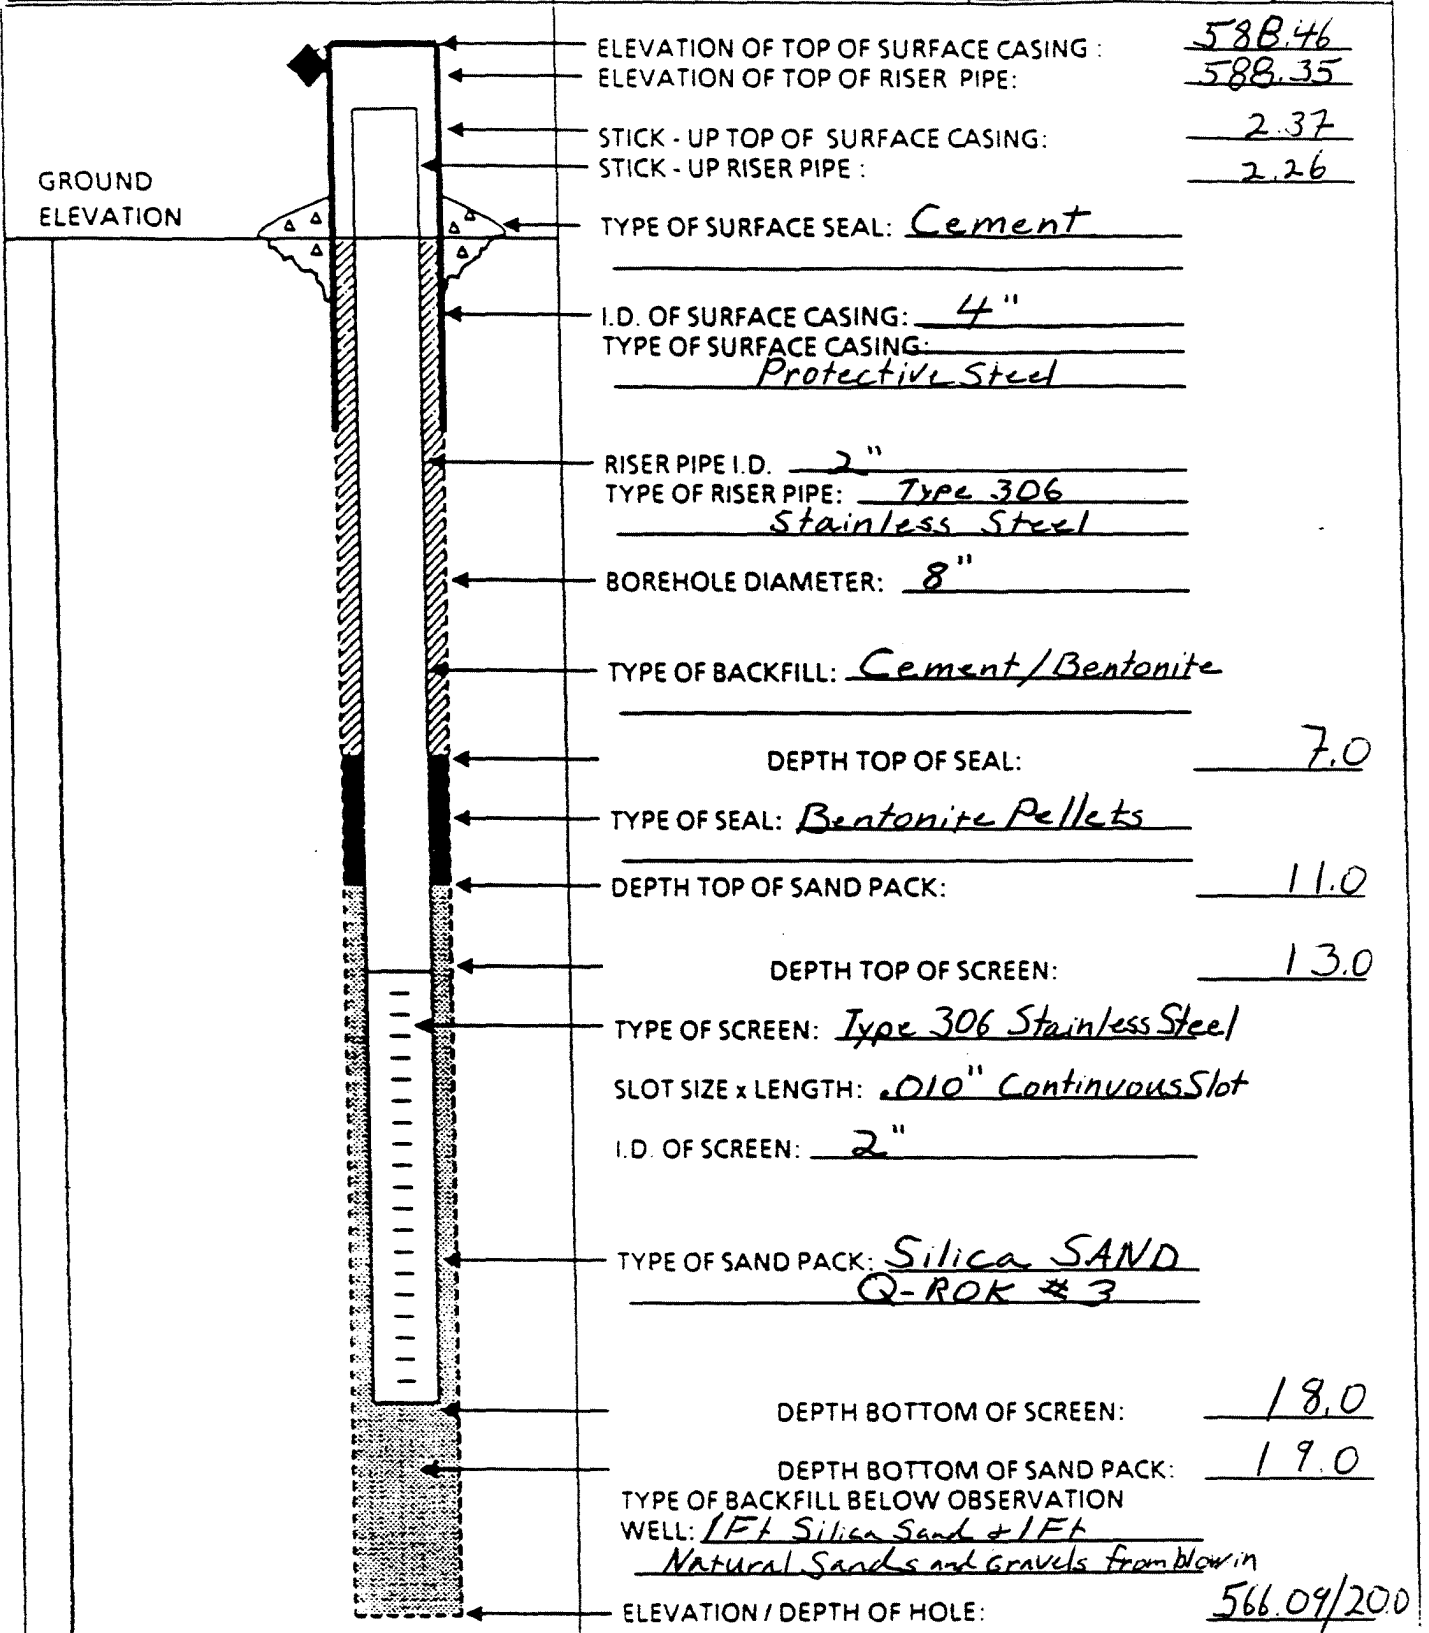 ELEVATION OF TOP OF SURFACE CASING : 588.46
ELEVATION OF TOP OF RISER PIPE: 588.35
STICK - UP TOP OF SURFACE CASING: 2.37
STICK - UP RISER PIPE : 2.26
GROUND
ELEVATION
TYPE OF SURFACE SEAL: Cement
I.D. OF SURFACE CASING: 4"
TYPE OF SURFACE CASING:
Protective Steel
RISER PIPE I.D. 2"
TYPE OF RISER PIPE: Type 306
Stainless Steel
BOREHOLE DIAMETER: 8"
TYPE OF BACKFILL: Cement/Bentonite
DEPTH TOP OF SEAL: 7.0
TYPE OF SEAL: Bentonite Pellets
DEPTH TOP OF SAND PACK: 11.0
DEPTH TOP OF SCREEN: 13.0
TYPE OF SCREEN: Type 306 Stainless Steel
SLOT SIZE x LENGTH: .010" Continuous Slot
I.D. OF SCREEN: 2"
TYPE OF SAND PACK: Silica SAND
Q-ROK #3
DEPTH BOTTOM OF SCREEN: 18.0
DEPTH BOTTOM OF SAND PACK: 19.0
TYPE OF BACKFILL BELOW OBSERVATION
WELL: 1Ft Silica Sand + 1Ft
Natural Sands and Gravels from blow in
ELEVATION / DEPTH OF HOLE: 566.09/20.0